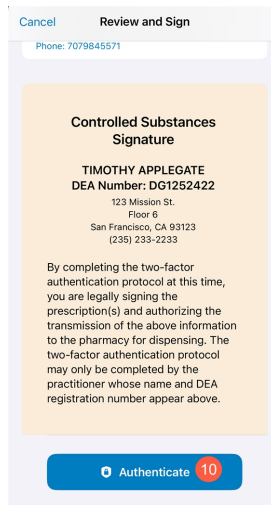 Cancel Review and Sign
Phone: 7079845571
Controlled Substances
Signature
TIMOTHY APPLEGATE
DEA Number: DG1252422
123 Mission St.
Floor 6
San Francisco, CA 93123
(235) 233-2233
By completing the two-factor
authentication protocol at this time,
you are legally signing the
prescription(s) and authorizing the
transmission of the above information
to the pharmacy for dispensing. The
two-factor authentication protocol
may only be completed by the
practitioner whose name and DEA
registration number appear above.
Authenticate 10